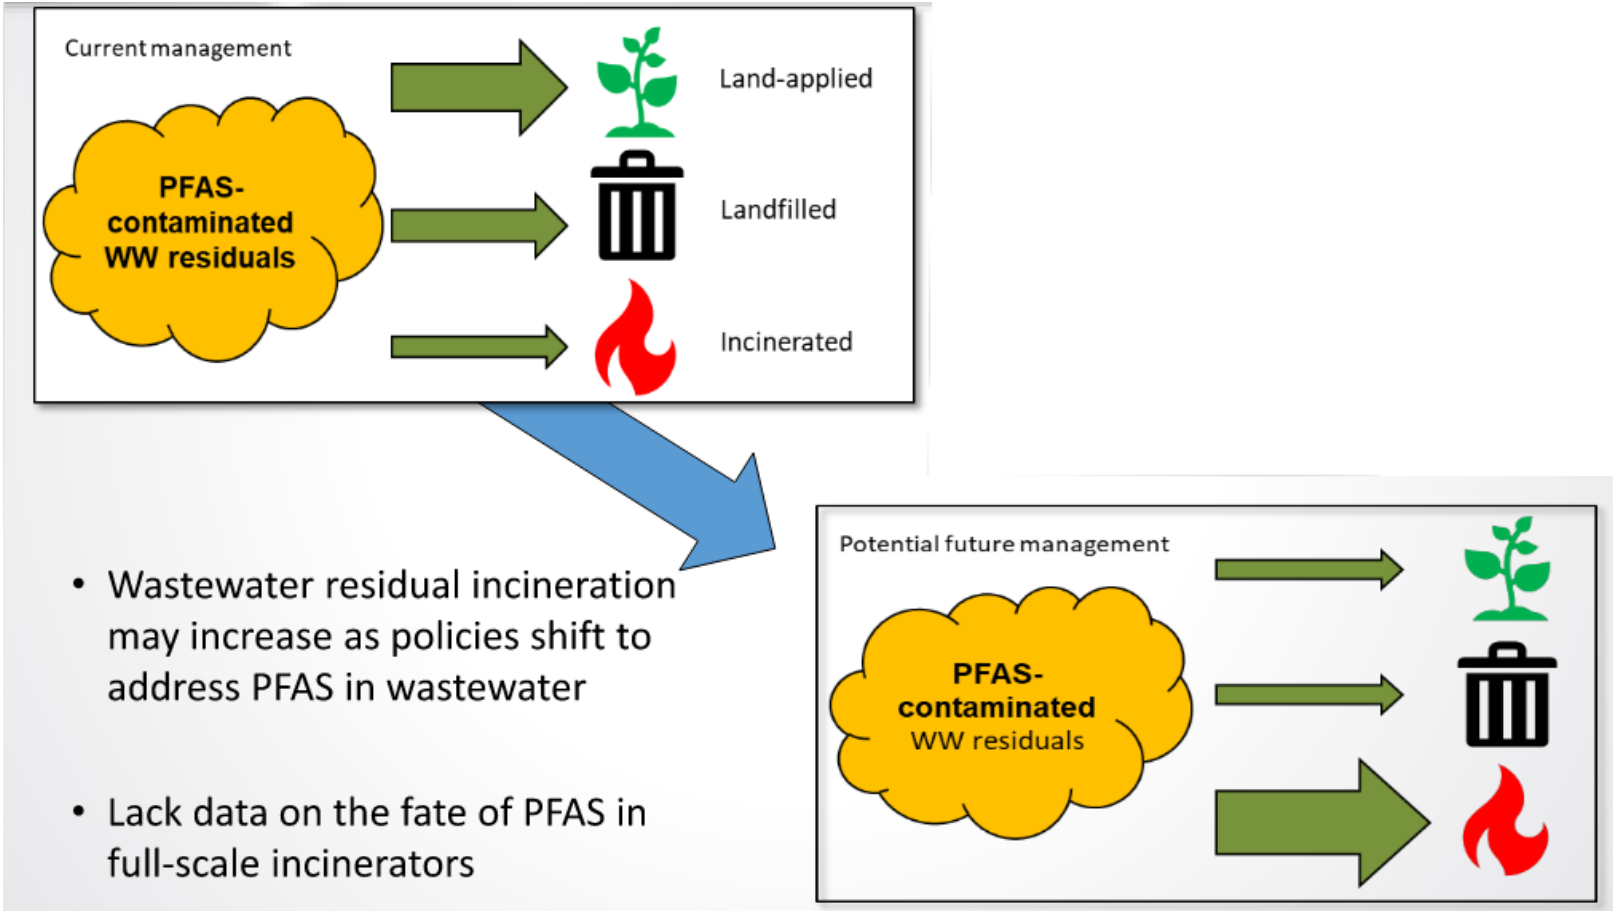 Current management
PFAS-
contaminated
WW residuals
Land-applied
Landfilled
Incinerated
• Wastewater residual incineration
may increase as policies shift to
address PFAS in wastewater
• Lack data on the fate of PFAS in
full-scale incinerators
Potential future management
PFAS-
contaminated
WW residuals